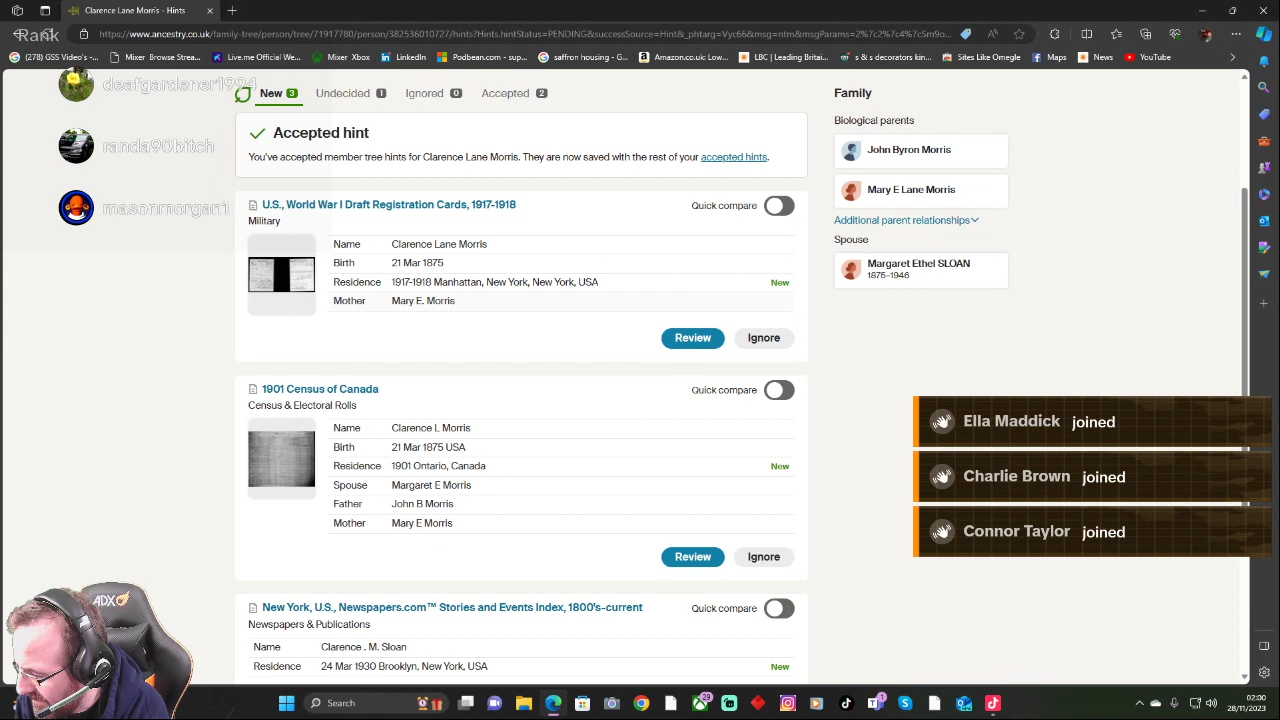 Clarence Lane Morris - Hints
Rank
https://www.ancestry.co.uk/family-tree/person/tree/71917780/person/382536010727/hints?Hints.hintStatus=PENDING&successSource=Hint&_phtarg=Vyc66&msg=ntm&msgParams=2%7c2%7c4%7cSm9o...
(278) GSS Videos -...
Mixer Browse Strea...
Live.me Official We...
Mixer Xbox
LinkedIn
Podbean.com - sup...
saffron housing - G...
Amazon.co.uk: Low...
LBC | Leading Britai...
s & s decorators kin...
Sites Like Omegle
Maps
News
YouTube
deafgardener1994
randa90bitch
masonmorgan1
New 3
Undecided 1
Ignored 0
Accepted 2
Accepted hint
You've accepted member tree hints for Clarence Lane Morris. They are now saved with the rest of your accepted hints.
U.S., World War I Draft Registration Cards, 1917-1918
Quick compare
Military
Name Clarence Lane Morris
Birth 21 Mar 1875
Residence 1917-1918 Manhattan, New York, New York, USA New
Mother Mary E. Morris
Review Ignore
1901 Census of Canada
Quick compare
Census & Electoral Rolls
Name Clarence L Morris
Birth 21 Mar 1875 USA
Residence 1901 Ontario, Canada New
Spouse Margaret E Morris
Father John B Morris
Mother Mary E Morris
Review Ignore
New York, U.S., Newspapers.com™ Stories and Events Index, 1800's-current
Quick compare
Newspapers & Publications
Name Clarence . M. Sloan
Residence 24 Mar 1930 Brooklyn, New York, USA New
Family
Biological parents
John Byron Morris
Mary E Lane Morris
Additional parent relationships
Spouse
Margaret Ethel SLOAN
1875–1946
Ella Maddick joined
Charlie Brown joined
Connor Taylor joined
ADX
Search
29
1
02:00
28/11/2023